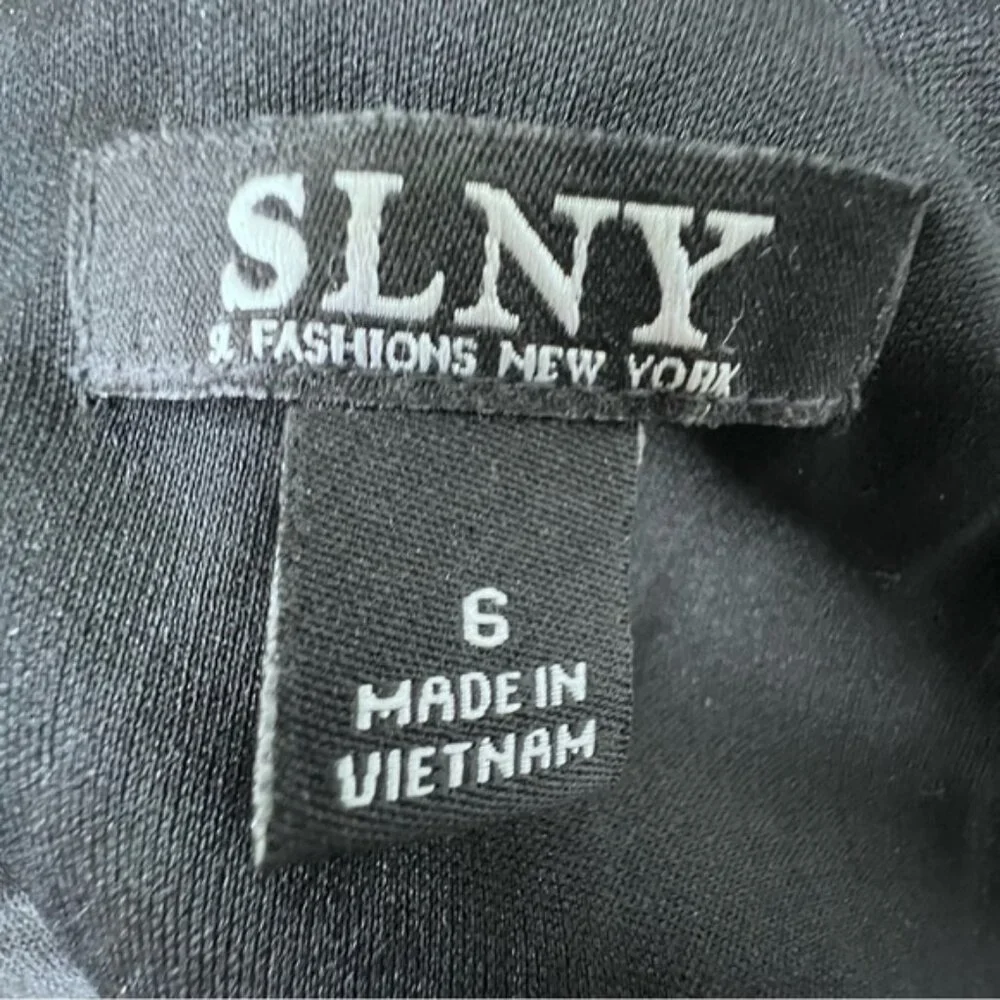 SLNY
FASHIONS NEW YORK
6
MADE IN
VIETNAM